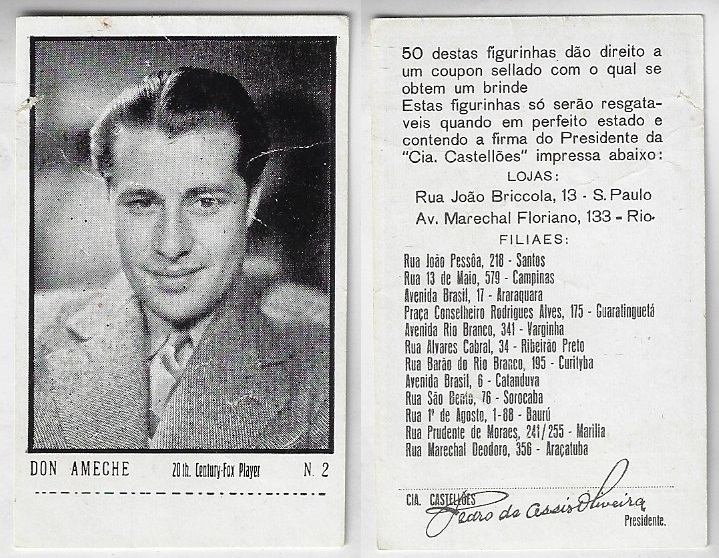 DON AMECHE 20th. Century-Fox Player N. 2
50 destas figurinhas dão direito a
um coupon sellado com o qual se
obtem um brinde
Estas figurinhas só serão resgata-
veis quando em perfeito estado e
contendo a firma do Presidente da
"Cia. Castellões" impressa abaixo:
LOJAS:
Rua João Briccola, 13 - S. Paulo
Av. Marechal Floriano, 133 - Rio.
FILIAES:
Rua João Pessôa, 218 - Santos
Rua 13 de Maio, 579 - Campinas
Avenida Brasil, 17 - Araraquara
Praça Conselheiro Rodrigues Alves, 175 - Guaratinguetá
Avenida Rio Branco, 341 - Varginha
Rua Alvares Cabral, 34 - Ribeirão Preto
Rua Barão do Rio Branco, 195 - Curityba
Avenida Brasil, 6 - Catanduva
Rua São Bento, 76 - Sorocaba
Rua 1º de Agosto, 1-88 - Baurú
Rua Prudente de Moraes, 241/255 - Marilia
Rua Marechal Deodoro, 356 - Araçatuba
CIA. CASTELLÕES
Pedro de Assis Oliveira
Presidente.